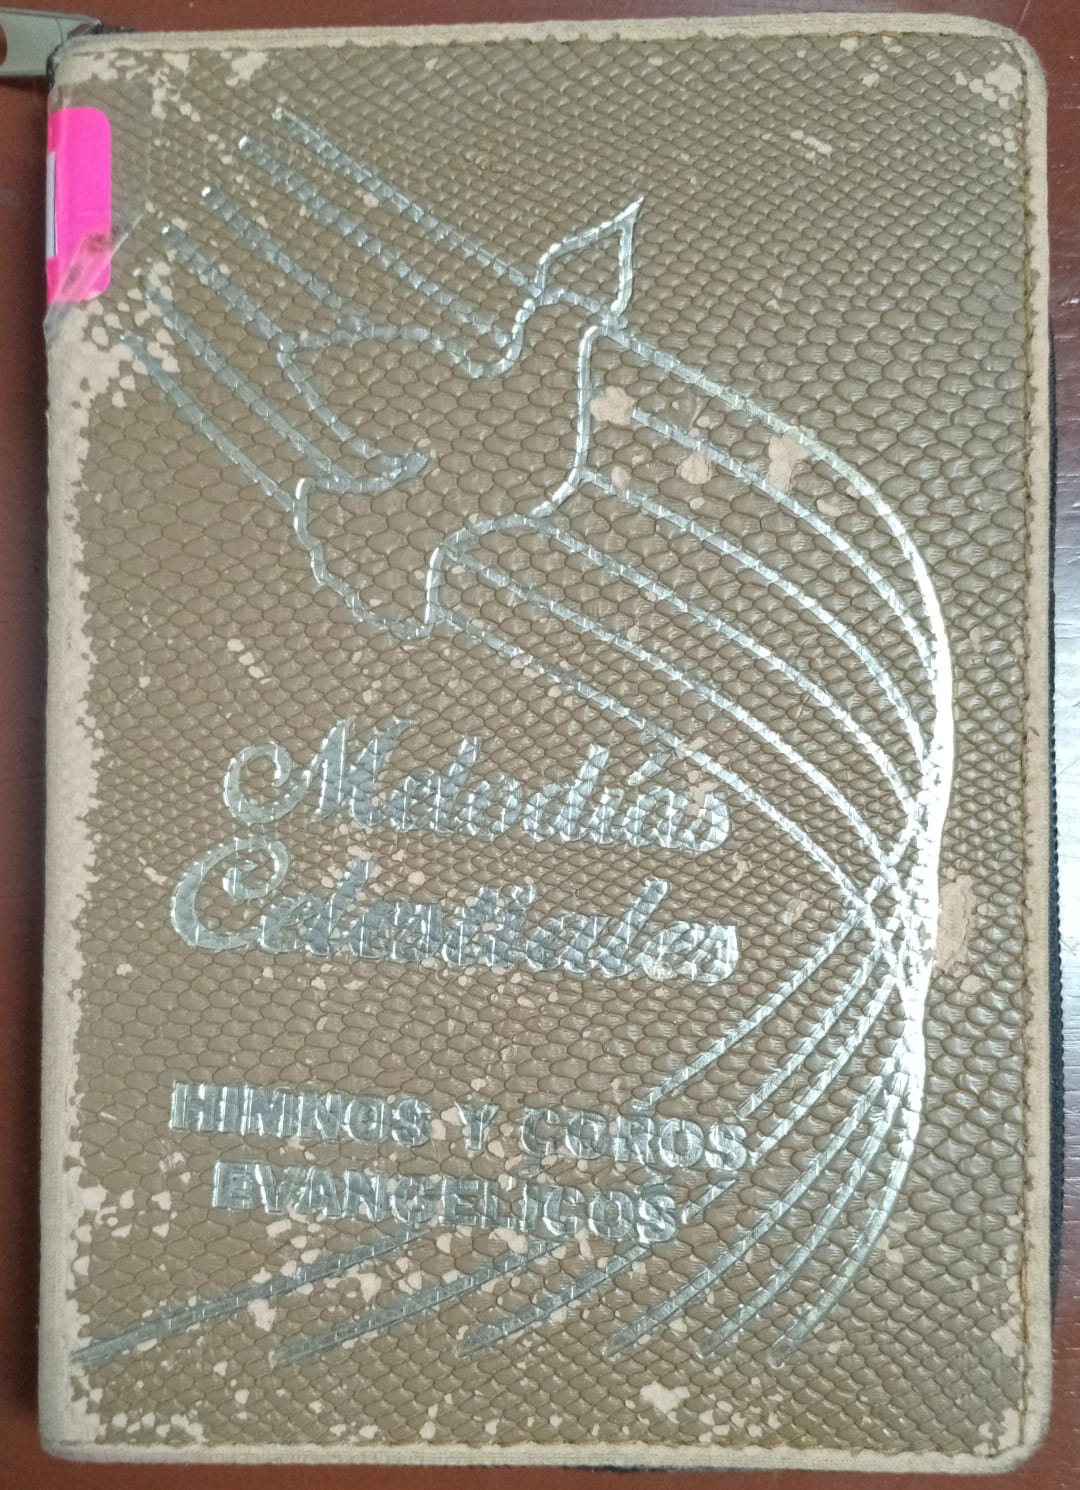 Melodías
Celestiales
HIMNOS Y COROS
EVANGELICOS